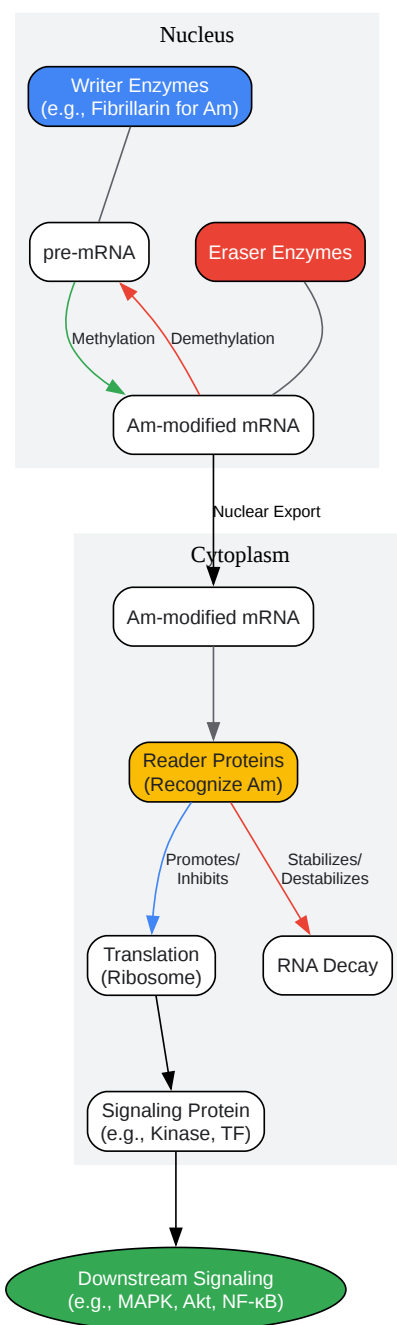 Nucleus
Writer Enzymes
(e.g., Fibrillarin for Am)
pre-mRNA
Eraser Enzymes
Methylation
Demethylation
Am-modified mRNA
Nuclear Export
Cytoplasm
Am-modified mRNA
Reader Proteins
(Recognize Am)
Promotes/
Inhibits
Stabilizes/
Destabilizes
Translation
(Ribosome)
RNA Decay
Signaling Protein
(e.g., Kinase, TF)
Downstream Signaling
(e.g., MAPK, Akt, NF-κB)